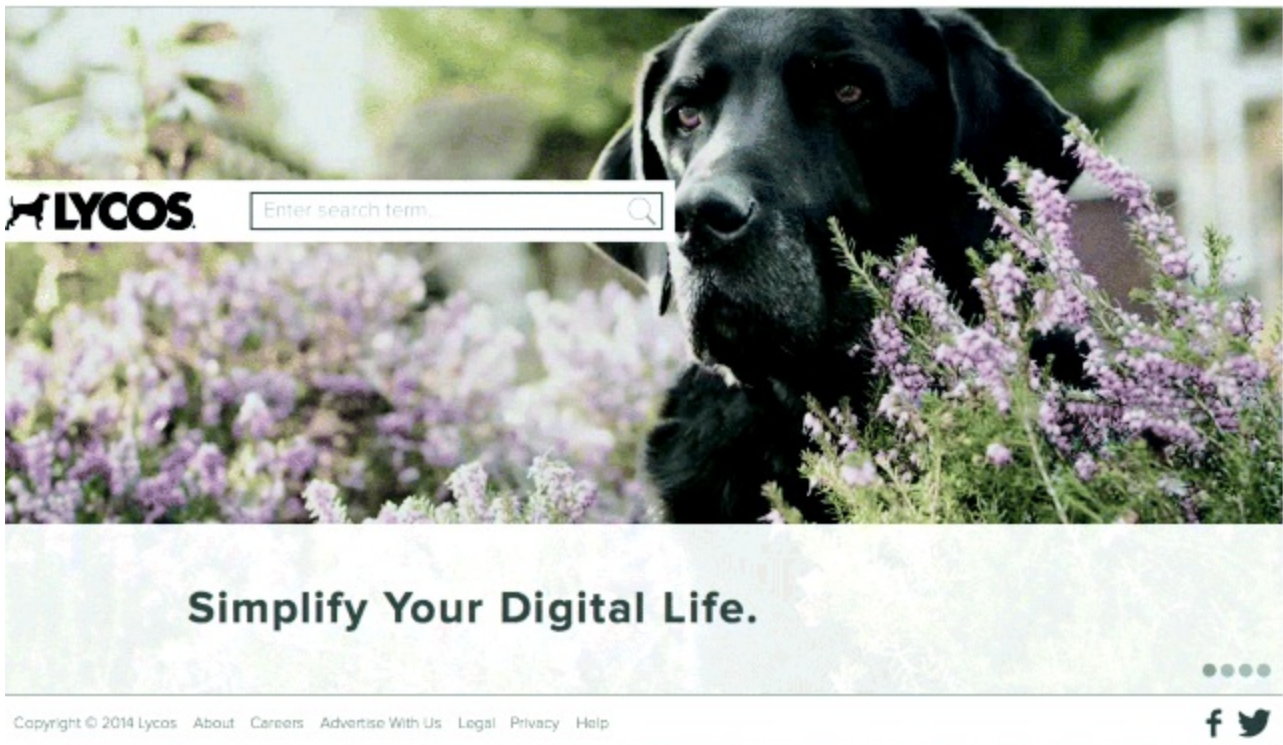 LYCOS
Enter search term...
Simplify Your Digital Life.
Copyright © 2014 Lycos About Careers Advertise With Us Legal Privacy Help